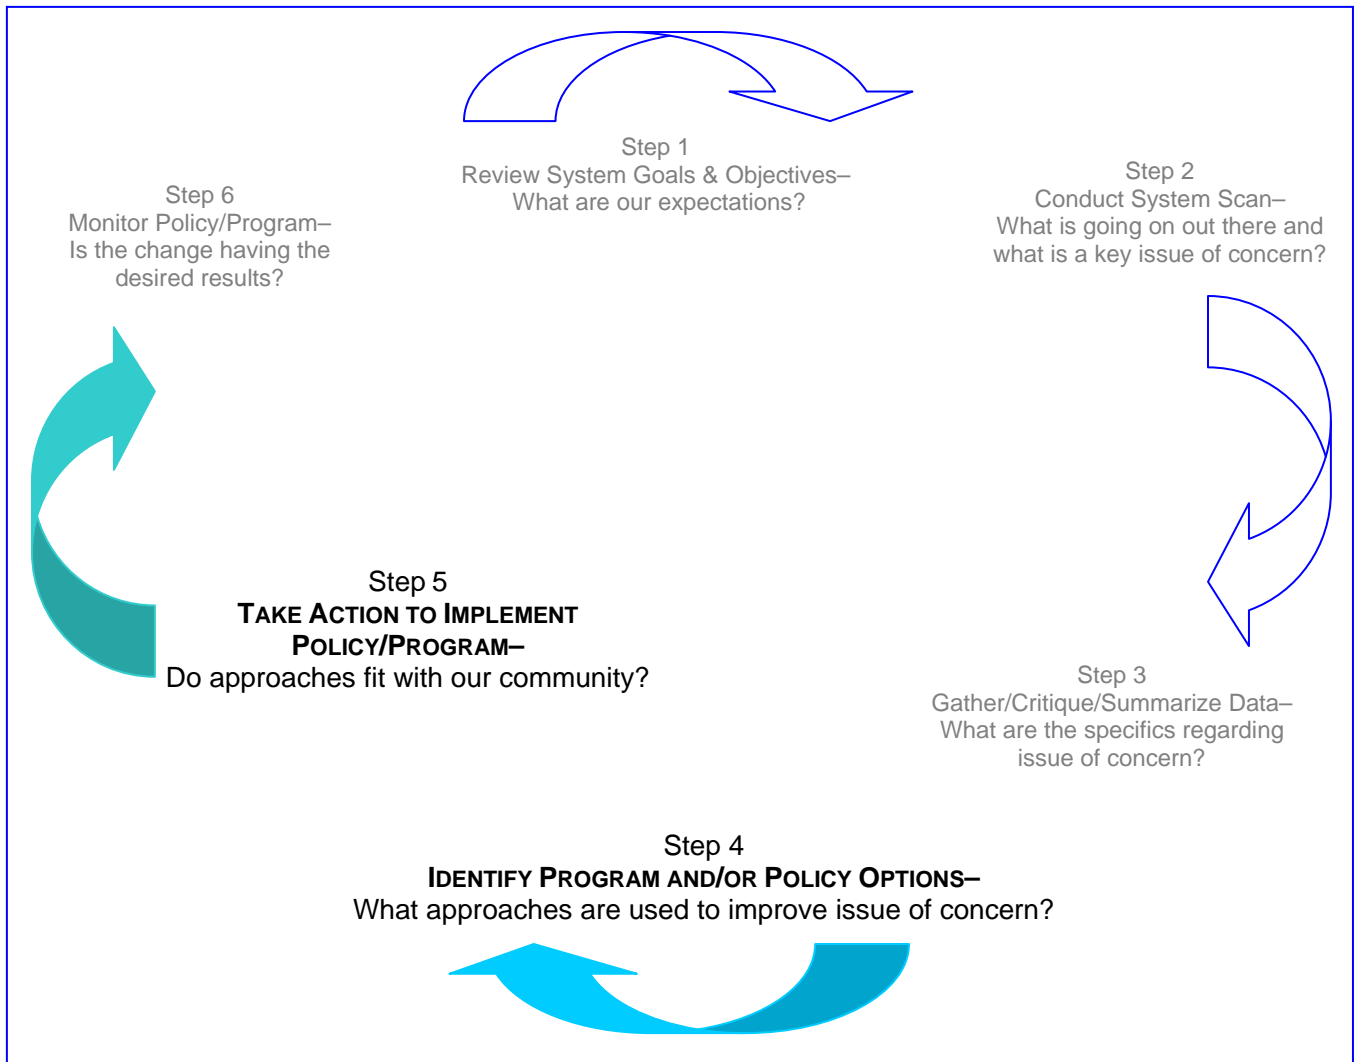 Step 1
Review System Goals & Objectives–
What are our expectations?
Step 2
Conduct System Scan–
What is going on out there and
what is a key issue of concern?
Step 3
Gather/Critique/Summarize Data–
What are the specifics regarding
issue of concern?
Step 4
IDENTIFY PROGRAM AND/OR POLICY OPTIONS–
What approaches are used to improve issue of concern?
Step 5
TAKE ACTION TO IMPLEMENT
POLICY/PROGRAM–
Do approaches fit with our community?
Step 6
Monitor Policy/Program–
Is the change having the
desired results?